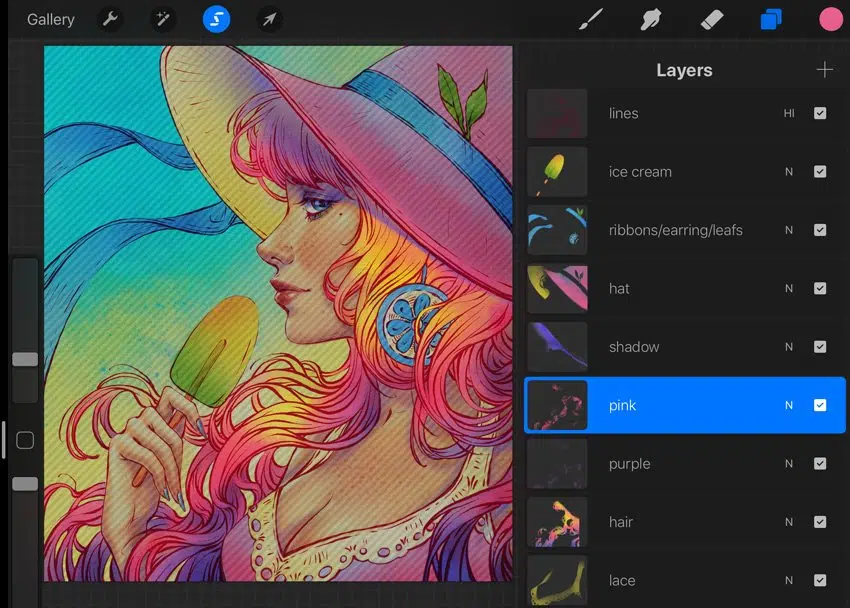 Gallery
Layers
lines HI
ice cream N
ribbons/earring/leafs N
hat N
shadow N
pink N
purple N
hair N
lace N